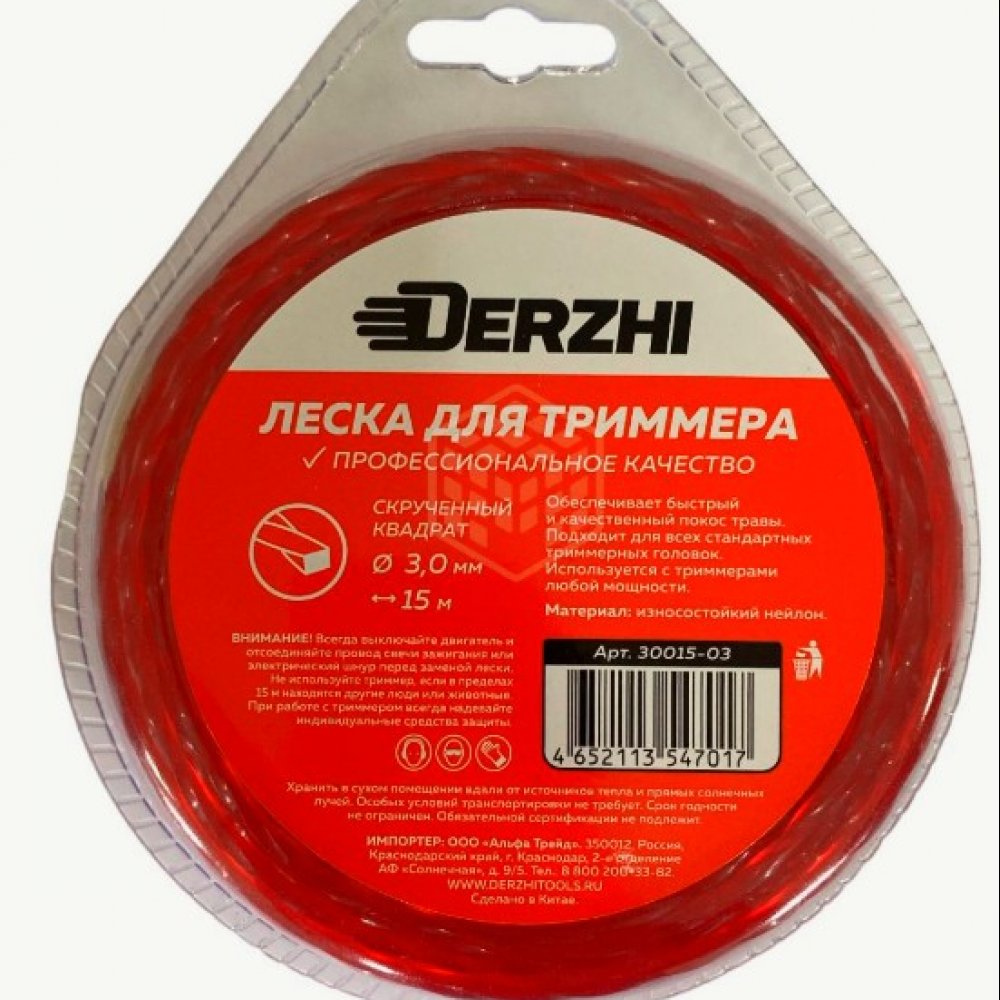 DERZHI
ЛЕСКА ДЛЯ ТРИММЕРА
✓ ПРОФЕССИОНАЛЬНОЕ КАЧЕСТВО
СКРУЧЕННЫЙ
КВАДРАТ
Ø 3,0 мм
↔ 15 м
Обеспечивает быстрый
и качественный покос травы.
Подходит для всех стандартных
триммерных головок.
Используется с триммерами
любой мощности.
Материал: износостойкий нейлон.
ВНИМАНИЕ! Всегда выключайте двигатель и
отсоединяйте провод свечи зажигания или
электрический шнур перед заменой лески.
Не используйте триммер, если в пределах
15 м находятся другие люди или животные.
При работе с триммером всегда надевайте
индивидуальные средства защиты.
Арт. 30015-03
4 652113 547017
Хранить в сухом помещении вдали от источников тепла и прямых солнечных
лучей. Особых условий транспортировки не требует. Срок годности
не ограничен. Обязательной сертификации не подлежит.
ИМПОРТЕР: ООО «Альфа Трейд». 350012, Россия,
Краснодарский край, г. Краснодар, 2-е отделение
АФ «Солнечная», д. 9/5. Тел. 8 800 200-33-82.
WWW.DERZHITOOLS.RU
Сделано в Китае.